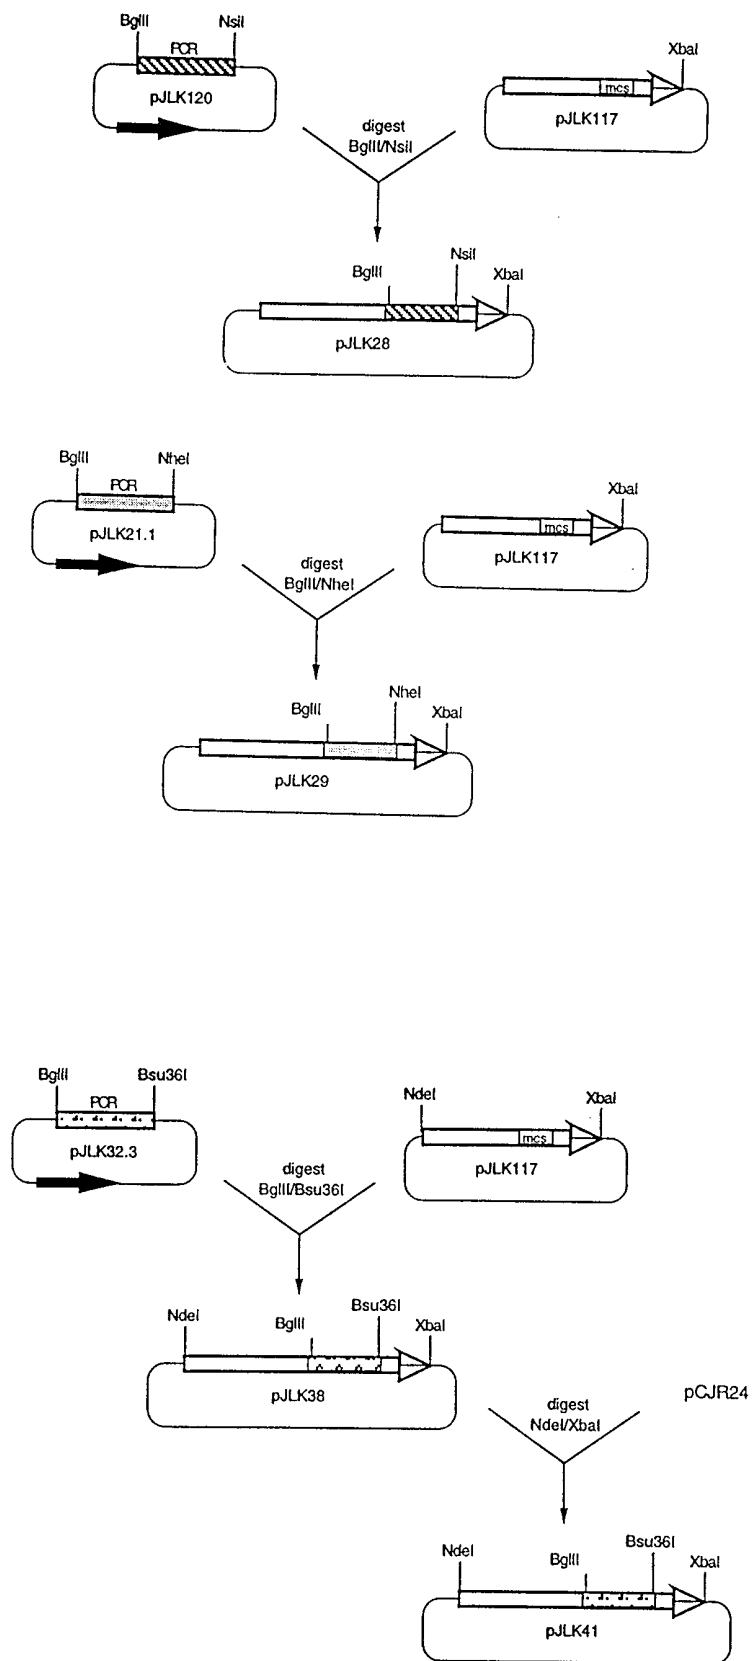 BglII NsiI
PCR
pJLK120
XbaI
mcs
pJLK117
digest
BglII/NsiI
BglII NsiI XbaI
pJLK28
BglII NheI
PCR
pJLK21.1
XbaI
mcs
pJLK117
digest
BglII/NheI
BglII NheI XbaI
pJLK29
BglII Bsu36I
PCR
pJLK32.3
NdeI XbaI
mcs
pJLK117
digest
BglII/Bsu36I
NdeI BglII Bsu36I XbaI
pJLK38
pCJR24
digest
NdeI/XbaI
NdeI BglII Bsu36I XbaI
pJLK41